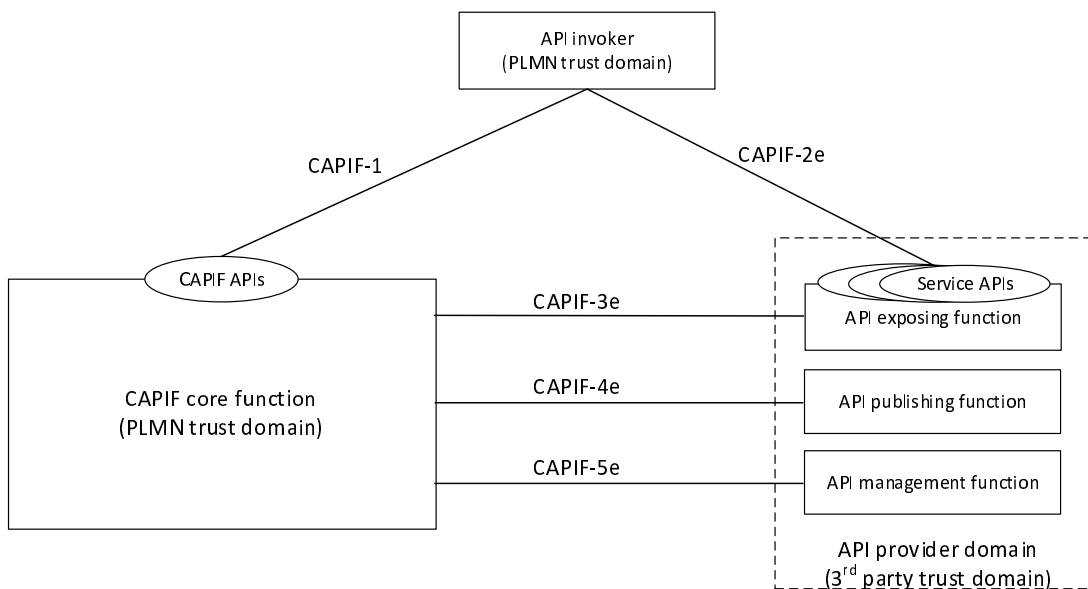 API invoker
(PLMN trust domain)
CAPIF-1
CAPIF-2e
CAPIF APIs
Service APIs
API exposing function
CAPIF-3e
CAPIF core function
(PLMN trust domain)
CAPIF-4e
API publishing function
CAPIF-5e
API management function
API provider domain
(3rd party trust domain)